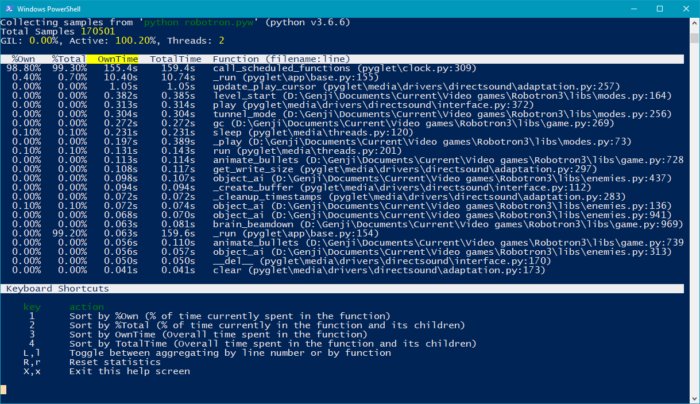 Windows PowerShell
Collecting samples from 'python robotron.pyw' (python v3.6.6)
Total Samples 170501
GIL: 0.00%, Active: 100.20%, Threads: 2
%Own %Total OwnTime TotalTime Function (filename:line)
98.80% 99.30% 155.4s 159.4s call_scheduled_functions (pyglet\clock.py:309)
0.40% 0.70% 10.40s 10.74s _run (pyglet\app\base.py:155)
0.00% 0.00% 1.05s 1.05s update_play_cursor (pyglet\media\drivers\directsound\adaptation.py:257)
0.00% 0.00% 0.382s 0.385s level_start (D:\Genji\Documents\Current\Video games\Robotron3\libs\modes.py:164)
0.00% 0.00% 0.313s 0.314s play (pyglet\media\drivers\directsound\interface.py:372)
0.00% 0.00% 0.304s 0.304s tunnel_mode (D:\Genji\Documents\Current\Video games\Robotron3\libs\modes.py:256)
0.00% 0.00% 0.272s 0.272s gc (D:\Genji\Documents\Current\Video games\Robotron3\libs\game.py:269)
0.10% 0.10% 0.231s 0.231s sleep (pyglet\media\threads.py:120)
0.00% 0.00% 0.197s 0.389s _play (D:\Genji\Documents\Current\Video games\Robotron3\libs\modes.py:73)
0.10% 0.10% 0.131s 0.143s run (pyglet\media\threads.py:201)
0.00% 0.00% 0.113s 0.114s animate_bullets (D:\Genji\Documents\Current\Video games\Robotron3\libs\game.py:728
0.00% 0.00% 0.108s 0.117s get_write_size (pyglet\media\drivers\directsound\adaptation.py:297)
0.00% 0.00% 0.098s 0.107s object_ai (D:\Genji\Documents\Current\Video games\Robotron3\libs\enemies.py:437)
0.00% 0.00% 0.094s 0.094s _create_buffer (pyglet\media\drivers\directsound\interface.py:112)
0.00% 0.00% 0.072s 0.072s _cleanup_timestamps (pyglet\media\drivers\directsound\adaptation.py:283)
0.10% 0.10% 0.072s 0.074s object_ai (D:\Genji\Documents\Current\Video games\Robotron3\libs\enemies.py:136)
0.00% 0.00% 0.068s 0.070s object_ai (D:\Genji\Documents\Current\Video games\Robotron3\libs\enemies.py:941)
0.00% 0.00% 0.063s 0.081s brain_beamdown (D:\Genji\Documents\Current\Video games\Robotron3\libs\game.py:969)
0.00% 99.20% 0.063s 159.6s _run (pyglet\app\base.py:154)
0.00% 0.00% 0.056s 0.110s animate_bullets (D:\Genji\Documents\Current\Video games\Robotron3\libs\game.py:739
0.00% 0.00% 0.056s 0.057s object_ai (D:\Genji\Documents\Current\Video games\Robotron3\libs\enemies.py:313)
0.00% 0.00% 0.050s 0.050s __del__ (pyglet\media\drivers\directsound\interface.py:170)
0.00% 0.00% 0.041s 0.041s clear (pyglet\media\drivers\directsound\adaptation.py:173)
Keyboard Shortcuts
key action
1 Sort by %Own (% of time currently spent in the function)
2 Sort by %Total (% of time currently in the function and its children)
3 Sort by OwnTime (Overall time spent in the function)
4 Sort by TotalTime (Overall time spent in the function and its children)
L,l Toggle between aggregating by line number or by function
R,r Reset statistics
X,x Exit this help screen